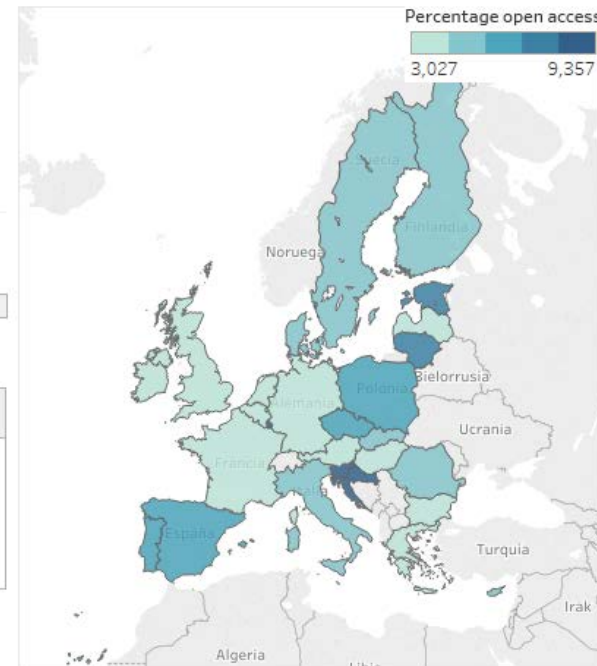 Percentage open access
3,027 9,357
Suecia
Finlandia
Noruega
Bielorrusia
Polonia
Alemania
Ucrania
Francia
Italia
España
Turquia
Irak
Algeria